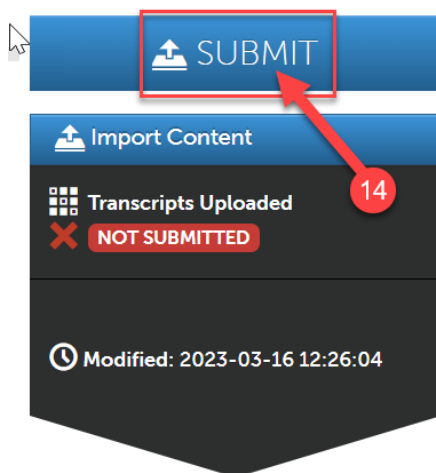 SUBMIT
Import Content
14
Transcripts Uploaded
NOT SUBMITTED
Modified: 2023-03-16 12:26:04